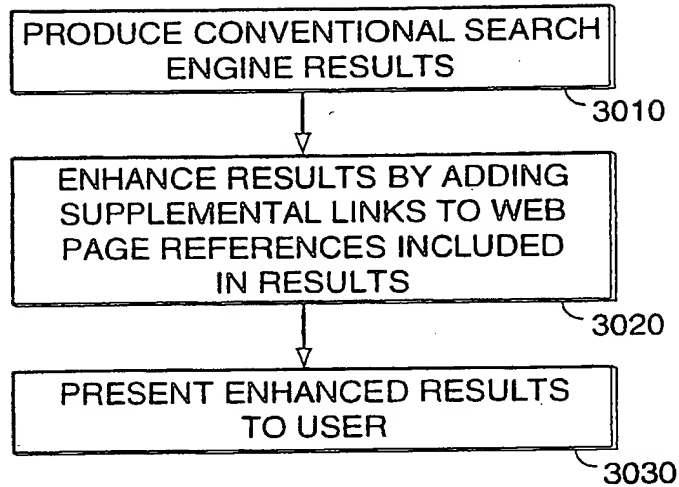 PRODUCE CONVENTIONAL SEARCH
ENGINE RESULTS
3010
ENHANCE RESULTS BY ADDING
SUPPLEMENTAL LINKS TO WEB
PAGE REFERENCES INCLUDED
IN RESULTS
3020
PRESENT ENHANCED RESULTS
TO USER
3030